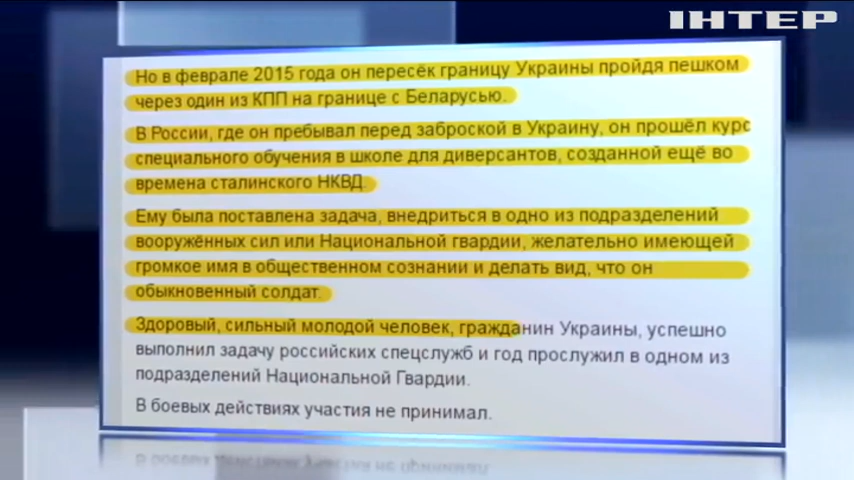 ІНТЕР
Но в феврале 2015 года он пересёк границу Украины пройдя пешком
через один из КПП на границе с Беларусью.
В России, где он пребывал перед заброской в Украину, он прошёл курс
специального обучения в школе для диверсантов, созданной ещё во
времена сталинского НКВД.
Ему была поставлена задача, внедриться в одно из подразделений
вооружённых сил или Национальной гвардии, желательно имеющей
громкое имя в общественном сознании и делать вид, что он
обыкновенный солдат.
Здоровый, сильный молодой человек, гражданин Украины, успешно
выполнил задачу российских спецслужб и год прослужил в одном из
подразделений Национальной Гвардии.
В боевых действиях участия не принимал.